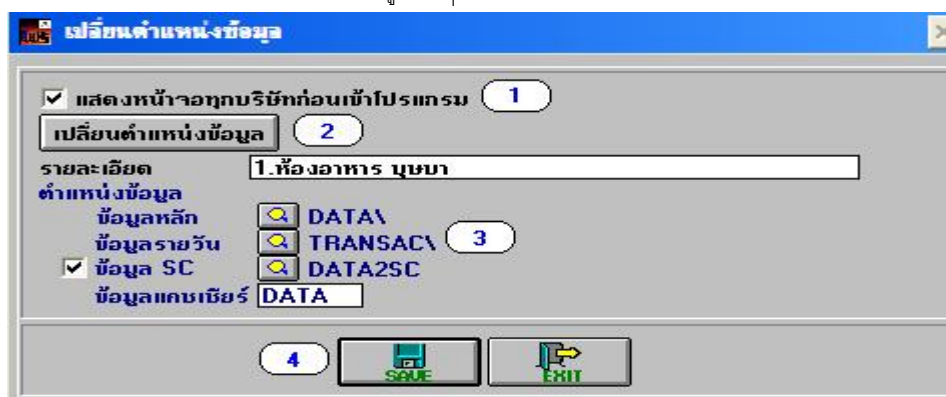 เปลี่ยนตำแหน่งข้อมูล
แสดงหน้าจอทุกบริษัทก่อนเข้าโปรแกรม 1
เปลี่ยนตำแหน่งข้อมูล 2
รายละเอียด 1.ห้องอาหาร บุษบา
ตำแหน่งข้อมูล
ข้อมูลหลัก DATA\
ข้อมูลรายวัน TRANSAC\ 3
ข้อมูล SC DATA2SC
ข้อมูลแคชเชียร์ DATA
4 SAVE EXIT